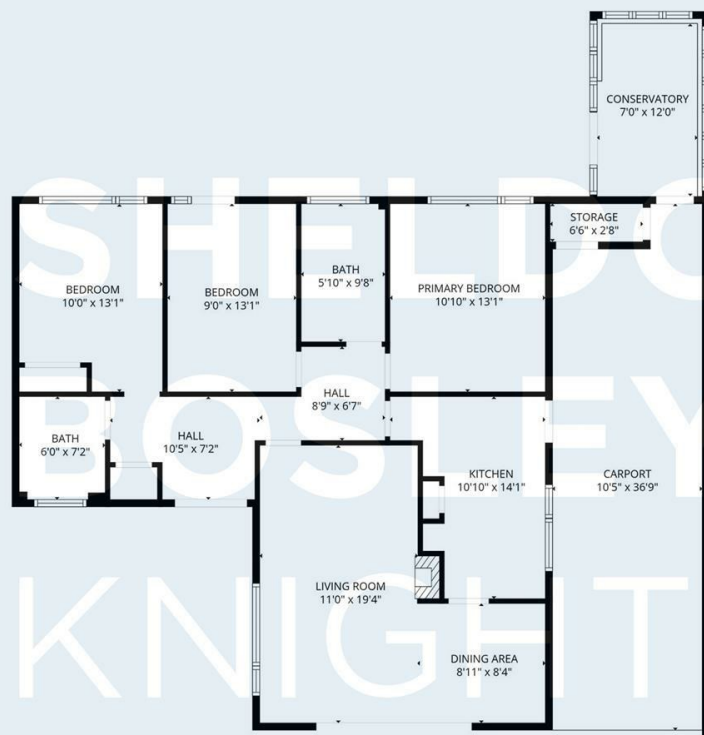 CONSERVATORY
7'0" x 12'0"
SHELDO
STORAGE
6'6" x 2'8"
BEDROOM
10'0" x 13'1"
BEDROOM
9'0" x 13'1"
BATH
5'10" x 9'8"
PRIMARY BEDROOM
10'10" x 13'1"
HALL
8'9" x 6'7"
BATH
6'0" x 7'2"
HALL
10'5" x 7'2"
BOSLEY
KITCHEN
10'10" x 14'1"
CARPORT
10'5" x 36'9"
LIVING ROOM
11'0" x 19'4"
KNIGHT
DINING AREA
8'11" x 8'4"